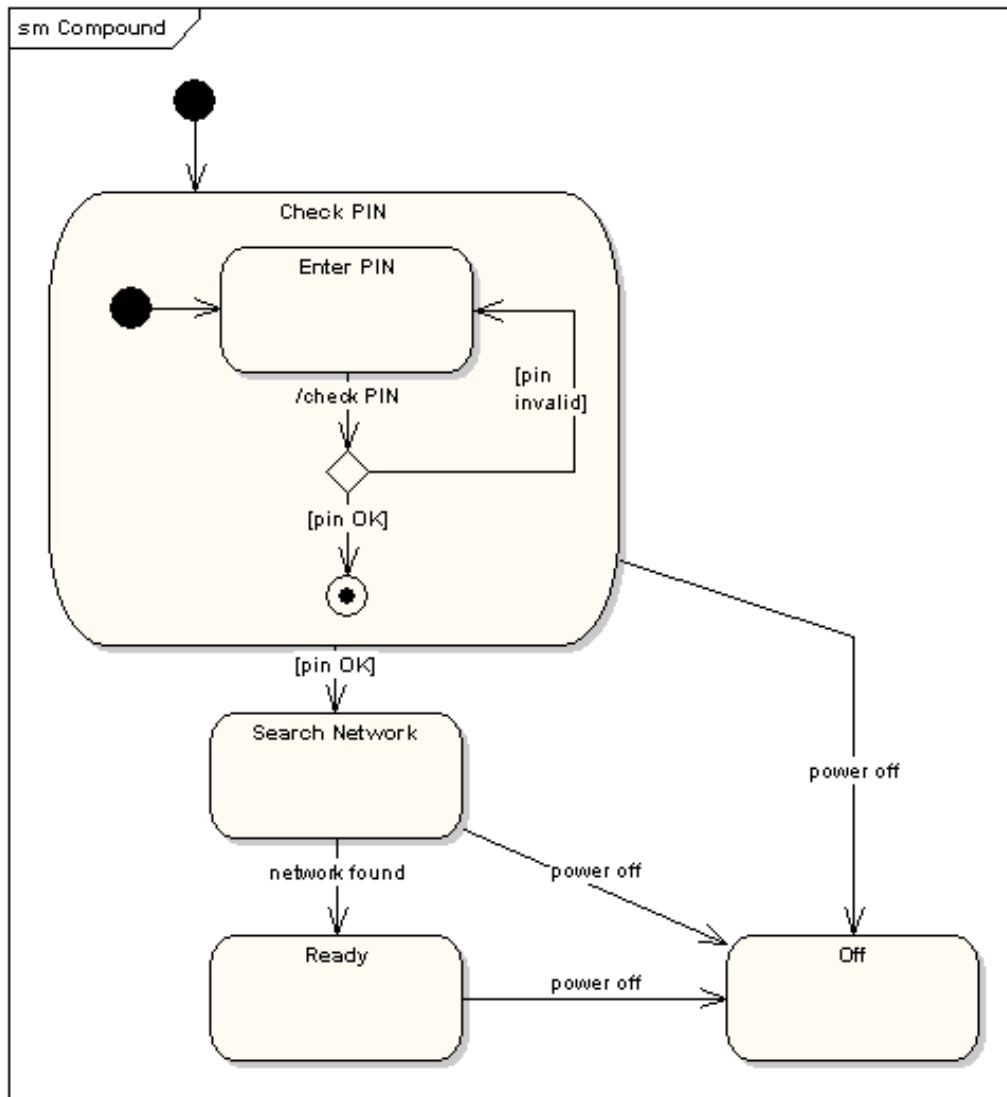 sm Compound
Check PIN
Enter PIN
/check PIN
[pin
invalid]
[pin OK]
[pin OK]
Search Network
power off
network found
power off
Ready
Off
power off